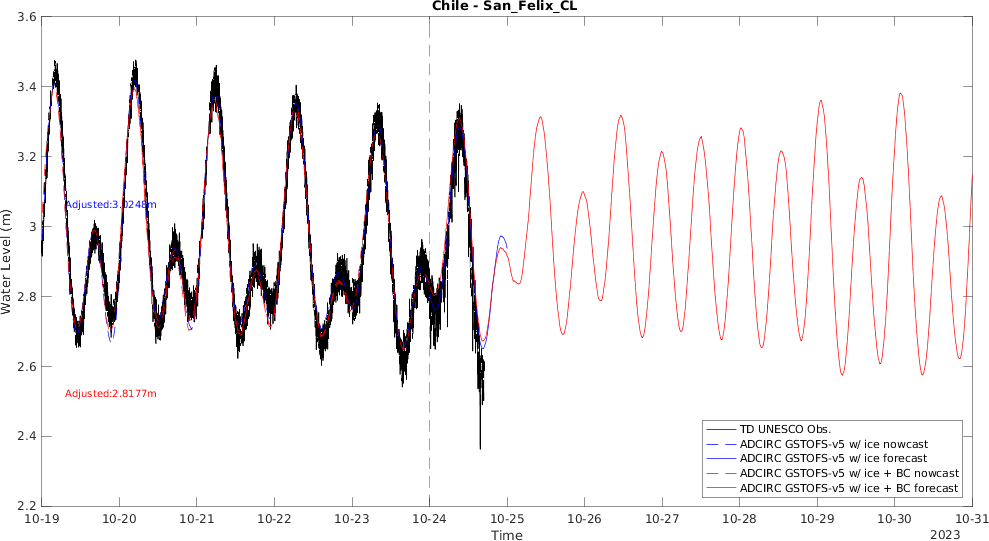 Chile - San_Felix_CL
3.6
3.4
3.2
3
2.8
2.6
2.4
2.2
Water Level (m)
Adjusted:3.0248m
Adjusted:2.8177m
TD UNESCO Obs.
ADCIRC GSTOFS-v5 w/ ice nowcast
ADCIRC GSTOFS-v5 w/ ice forecast
ADCIRC GSTOFS-v5 w/ ice + BC nowcast
ADCIRC GSTOFS-v5 w/ ice + BC forecast
10-19 10-20 10-21 10-22 10-23 10-24 10-25 10-26 10-27 10-28 10-29 10-30 10-31
Time
2023